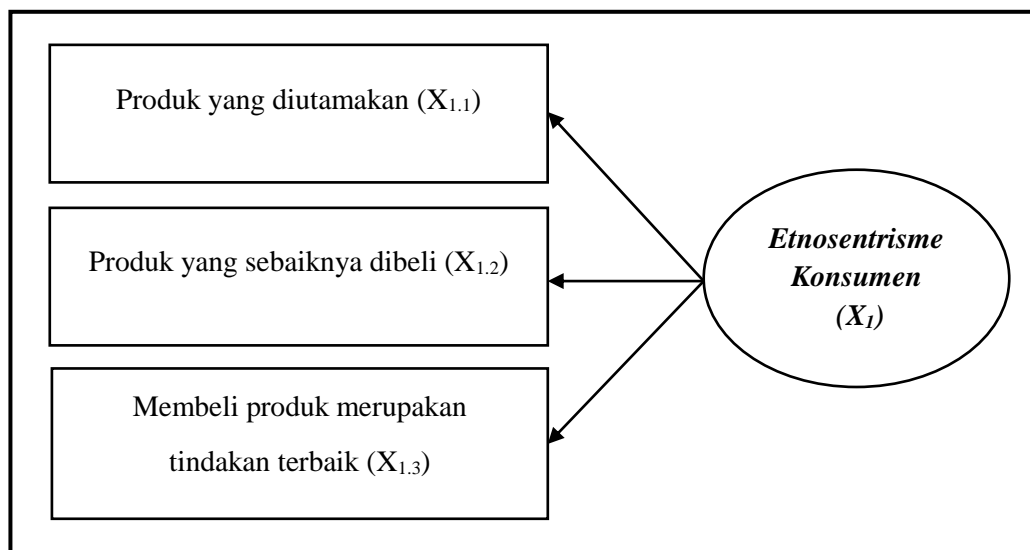 Produk yang diutamakan (X1.1)
Produk yang sebaiknya dibeli (X1.2)
Membeli produk merupakan
tindakan terbaik (X1.3)
Etnosentrisme
Konsumen
(X1)